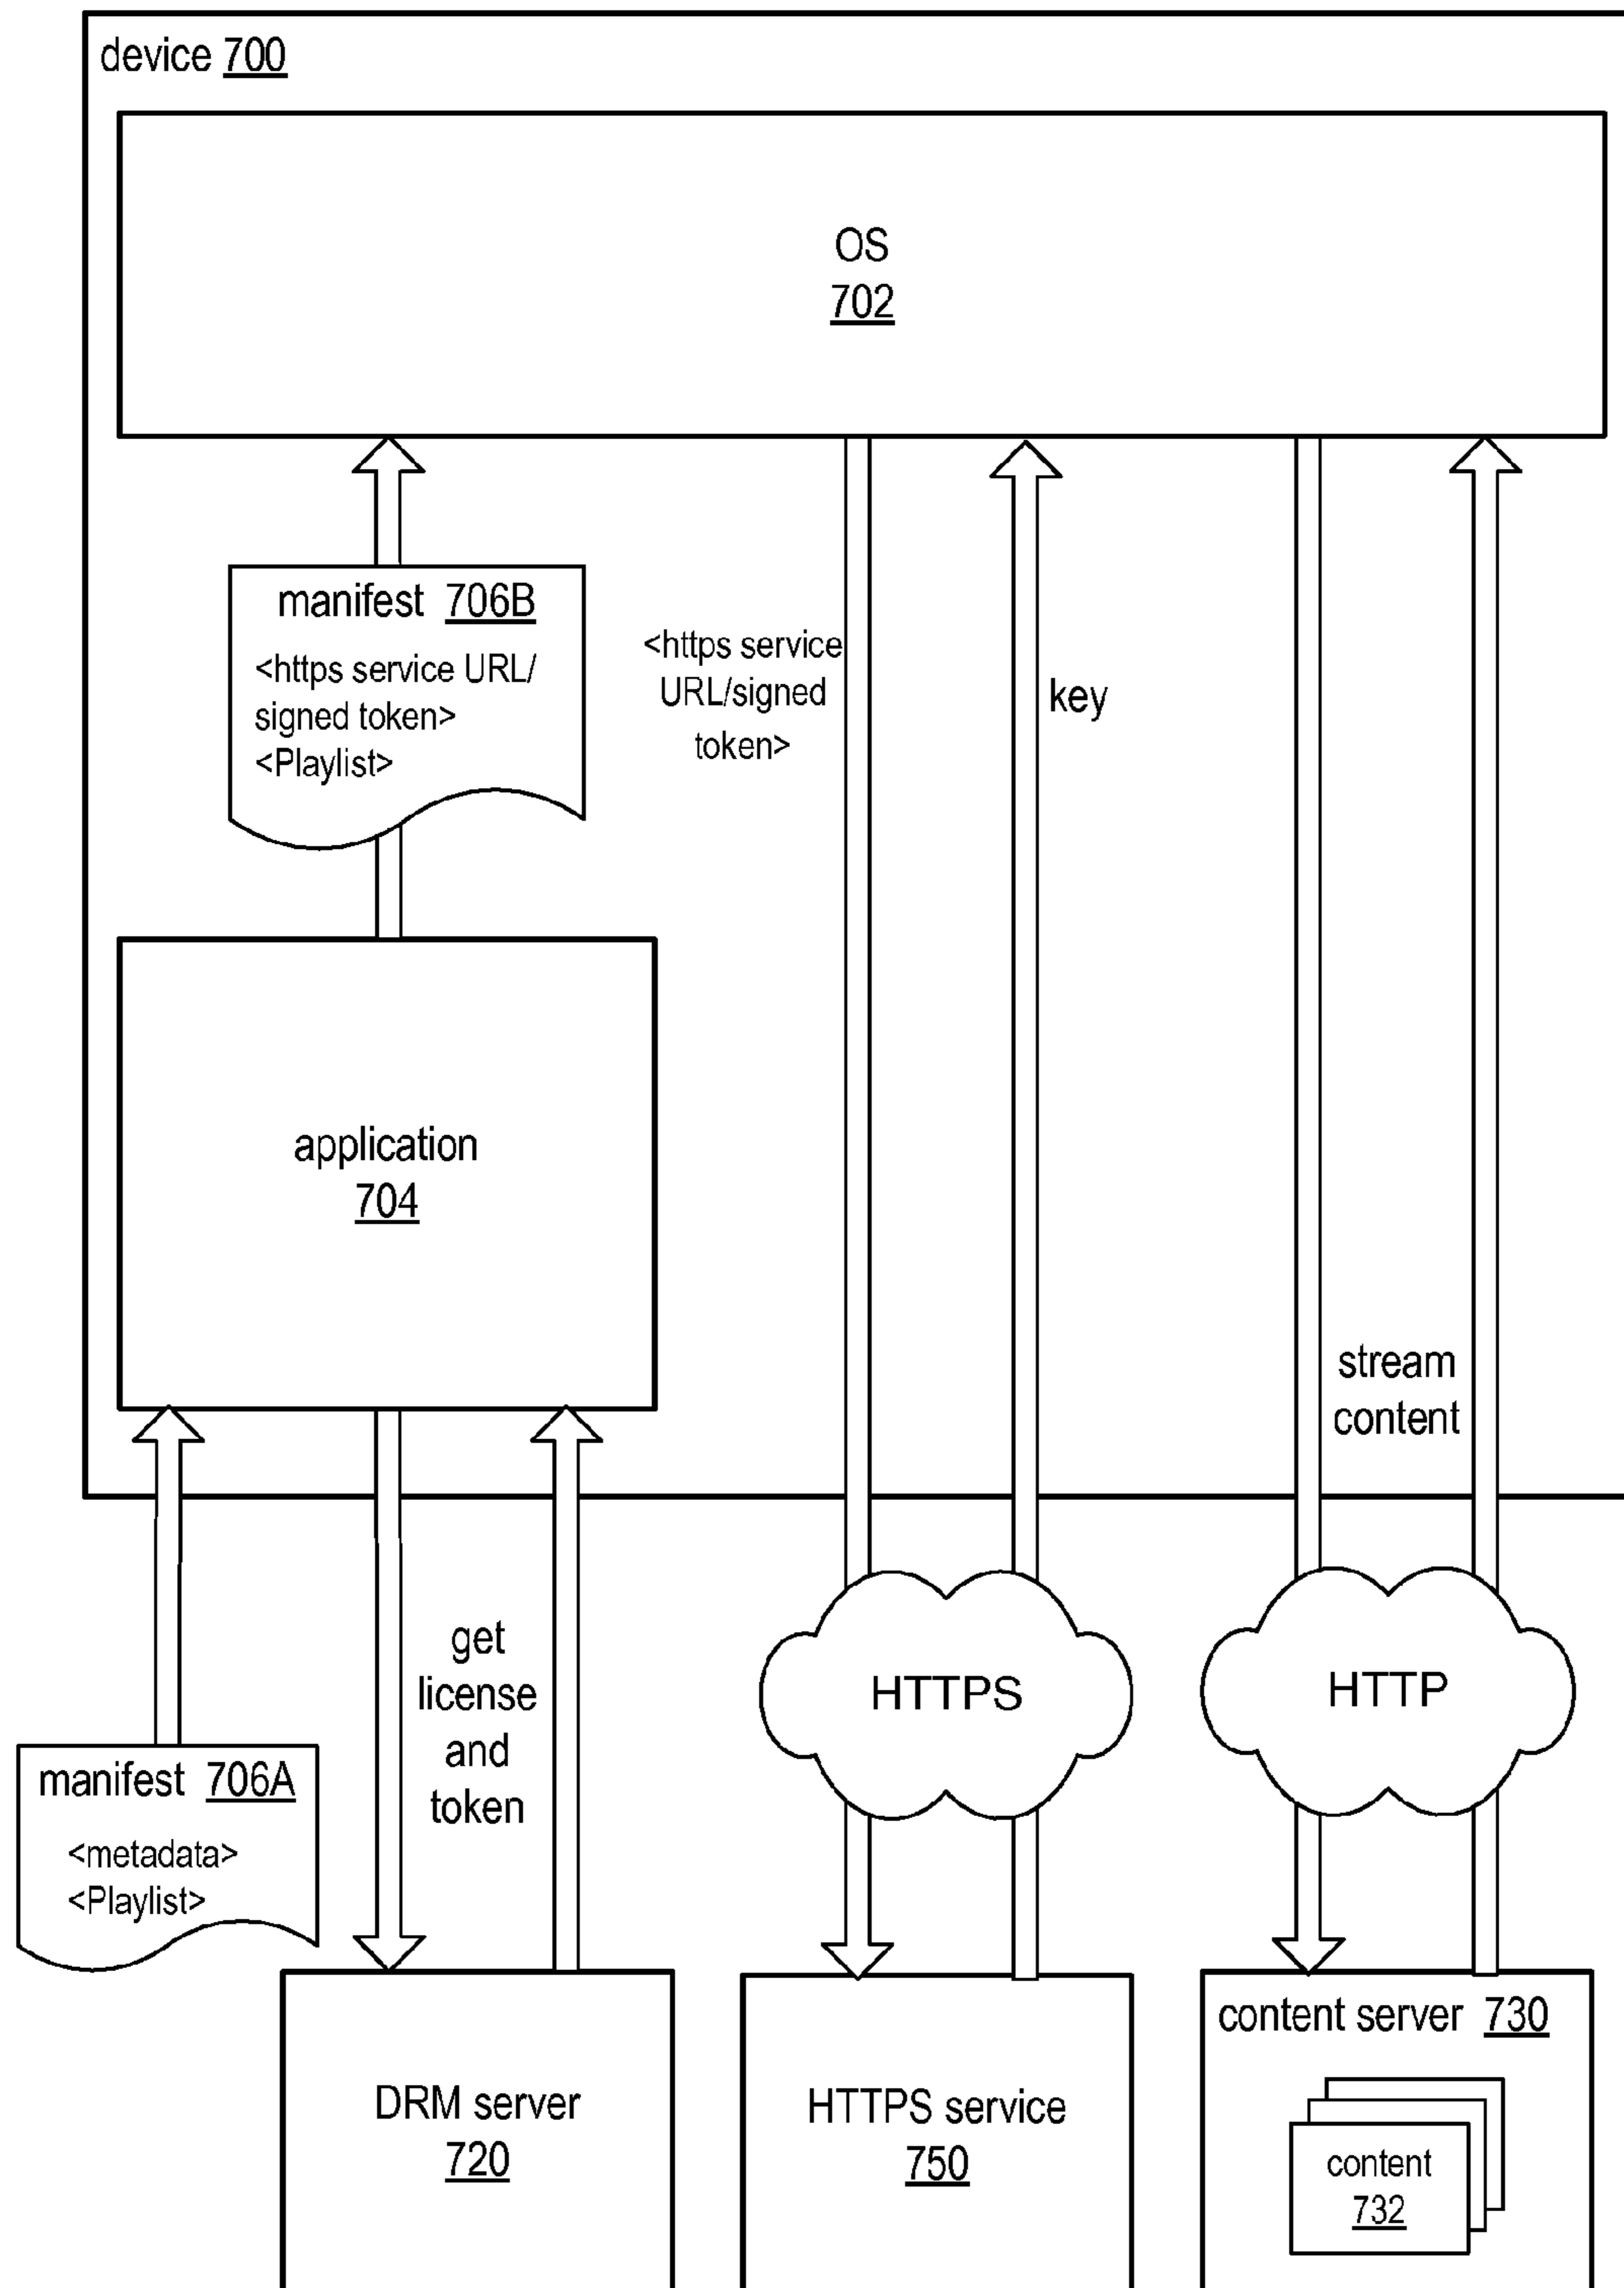 device 700
OS
702
manifest 706B
<https service URL/
signed token>
<Playlist>
<https service
URL/signed
token>
key
application
704
stream
content
get
license
and
token
HTTPS
HTTP
manifest 706A
<metadata>
<Playlist>
DRM server
720
HTTPS service
750
content server 730
content
732